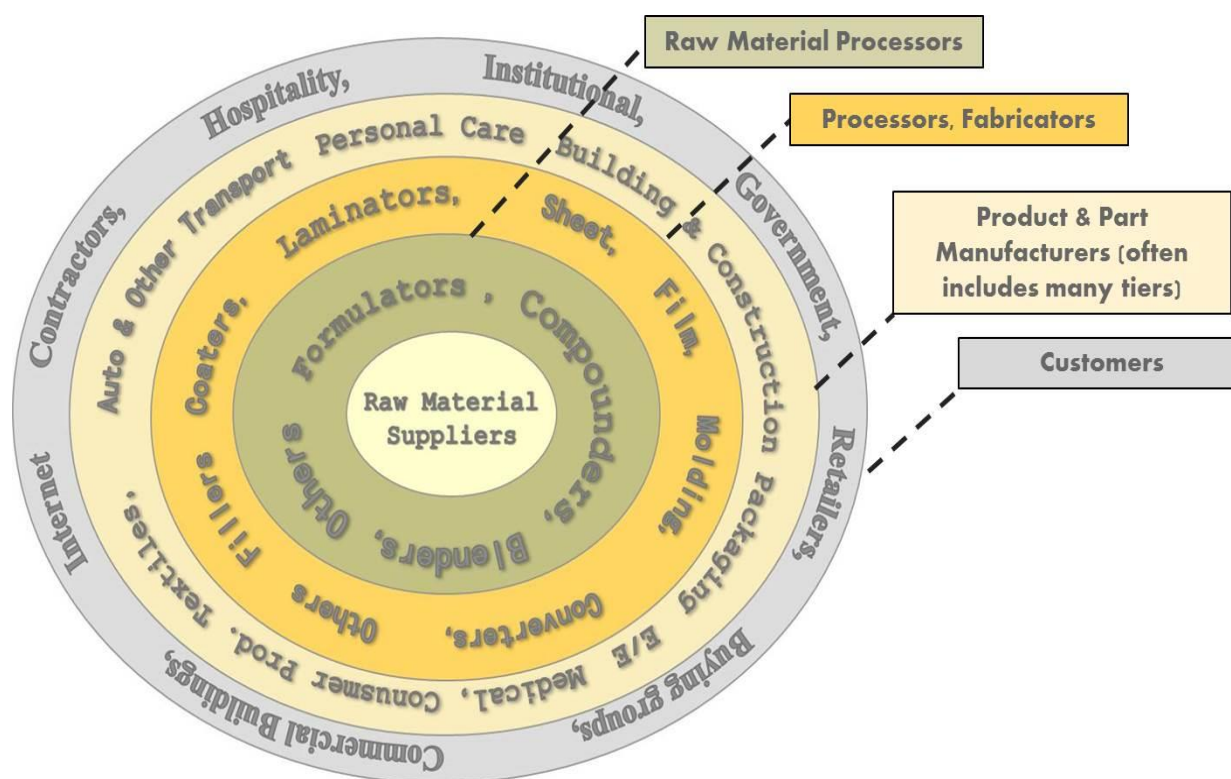 Raw Material Processors
Processors, Fabricators
Product & Part
Manufacturers (often
includes many tiers)
Customers
Hospitality, Institutional, Government, Retailers, Buying groups, Commercial Buildings, Internet Contractors,
Auto & Other Transport Personal Care Building & Construction Packaging E/E Medical, Conusmer Prod. Textiles,
Laminators, Sheet, Film, Molding, Converters, Others Fillers Coaters,
Formulators , Compounders, Blenders, Others
Raw Material
Suppliers